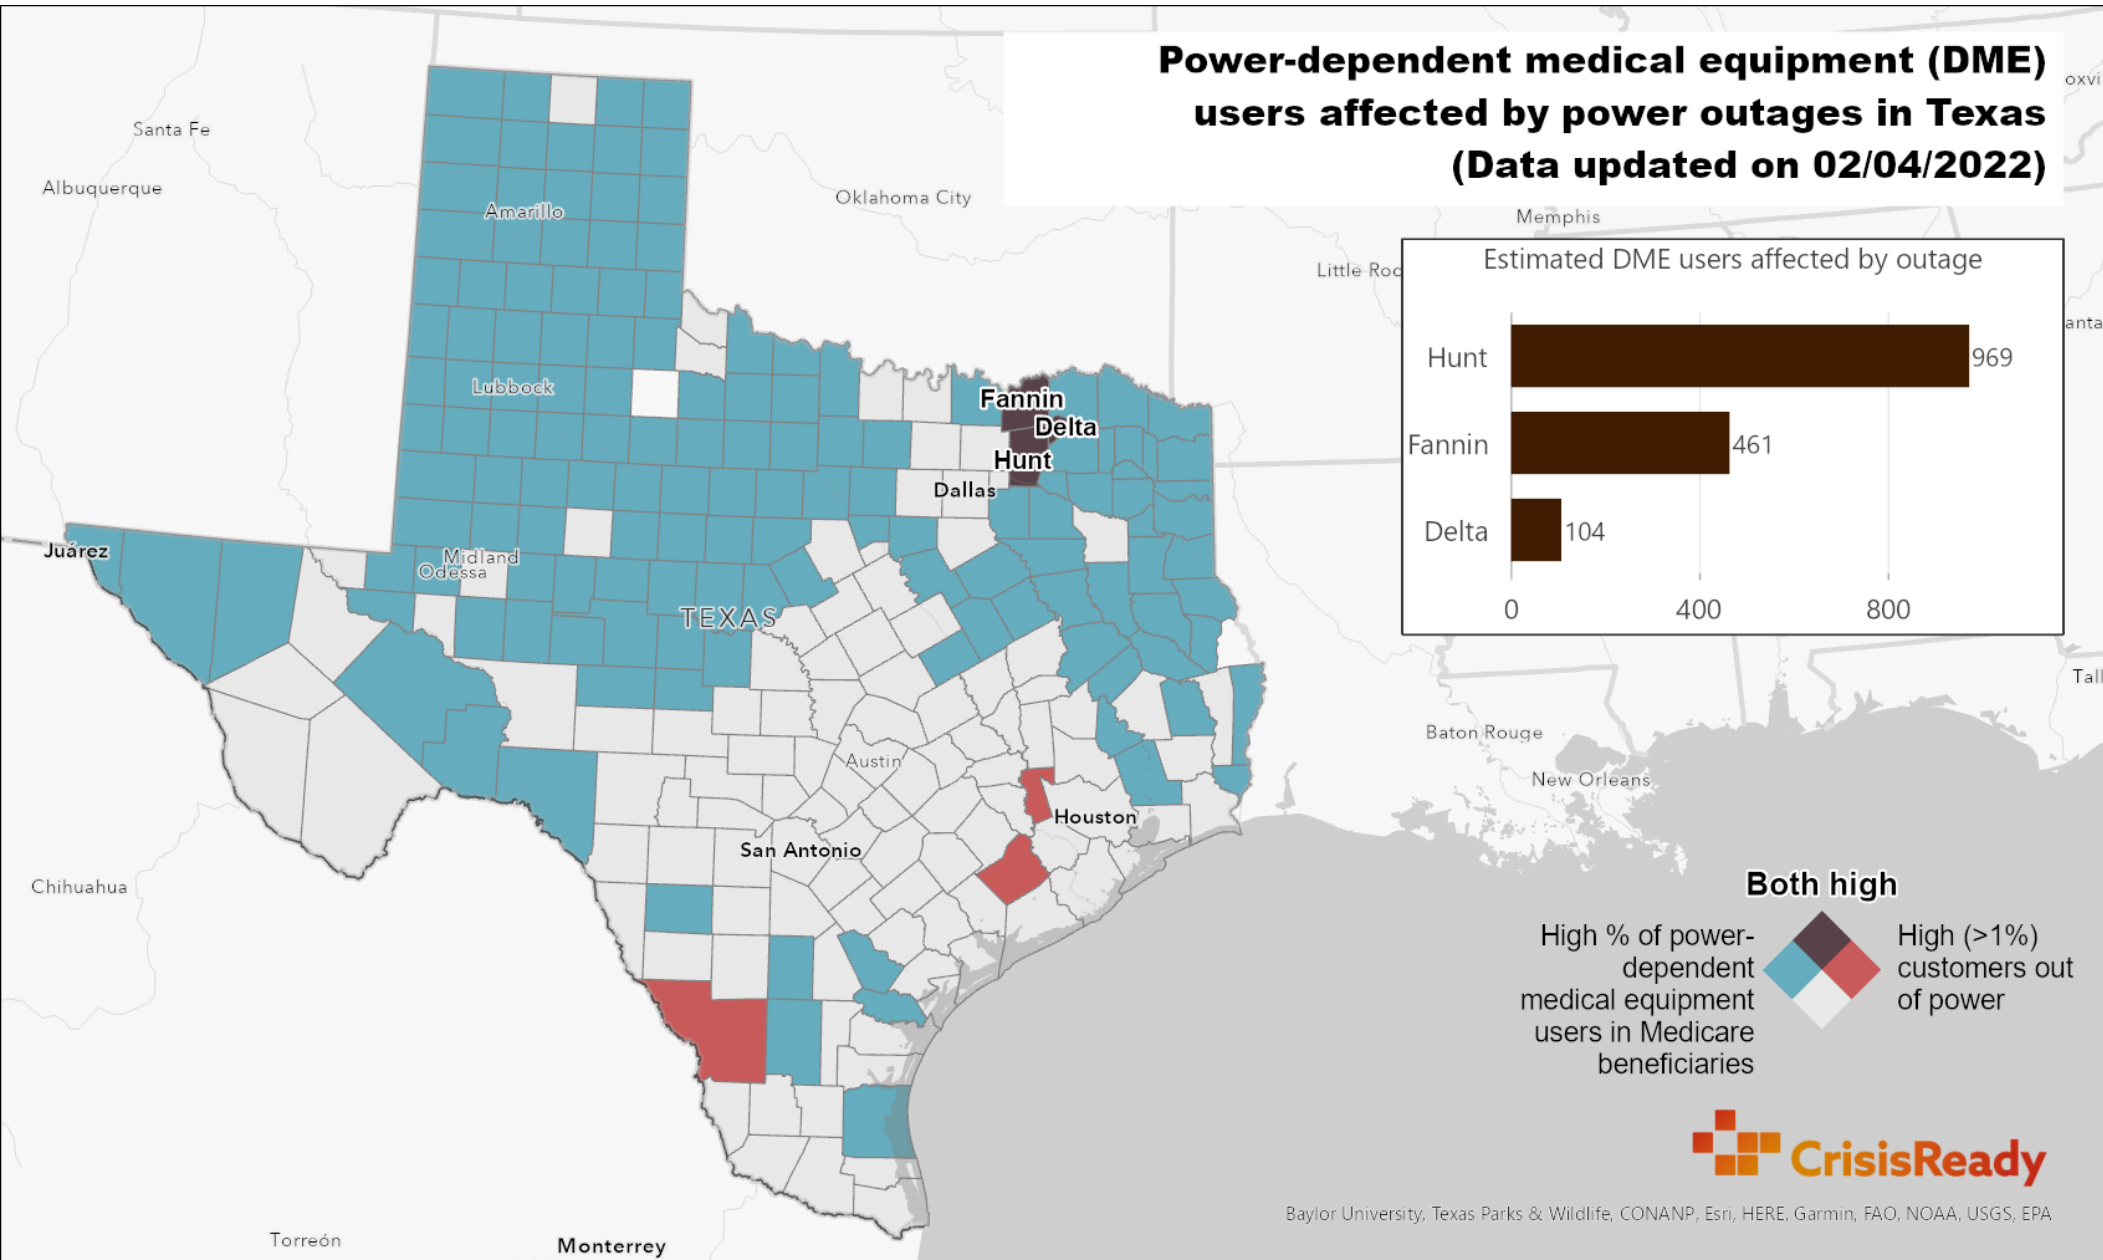 Power-dependent medical equipment (DME)
users affected by power outages in Texas
(Data updated on 02/04/2022)
Santa Fe
Albuquerque
Amarillo
Oklahoma City
Memphis
Little Roc
oxvi
anta
Tall
Lubbock
Fannin
Delta
Hunt
Dallas
Juárez
Midland
Odessa
TEXAS
Austin
Houston
San Antonio
Baton Rouge
New Orleans
Chihuahua
Torreón
Monterrey
Estimated DME users affected by outage
Hunt
969
Fannin
461
Delta
104
0 400 800
Both high
High % of power-
dependent
medical equipment
users in Medicare
beneficiaries
High (>1%)
customers out
of power
CrisisReady
Baylor University, Texas Parks & Wildlife, CONANP, Esri, HERE, Garmin, FAO, NOAA, USGS, EPA